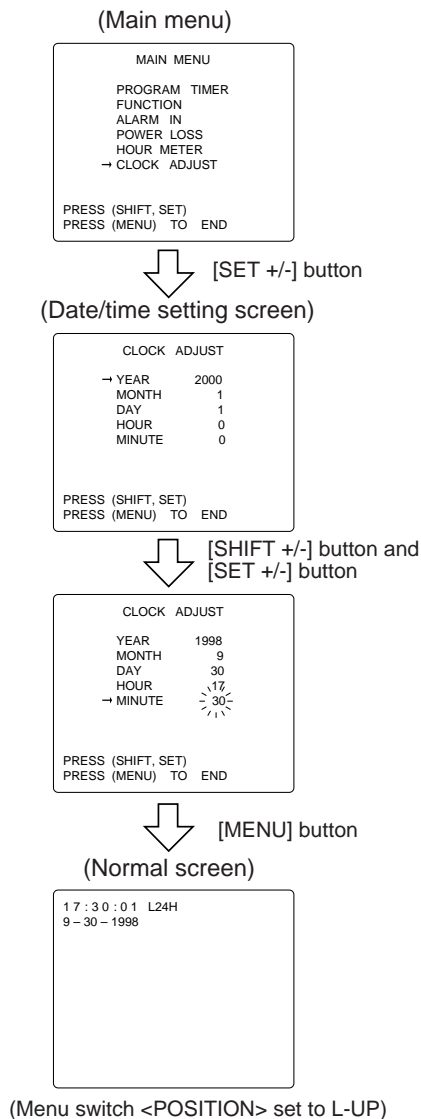 (Main menu)
MAIN MENU
PROGRAM TIMER
FUNCTION
ALARM IN
POWER LOSS
HOUR METER
→ CLOCK ADJUST
PRESS (SHIFT, SET)
PRESS (MENU) TO END
[SET +/-] button
(Date/time setting screen)
CLOCK ADJUST
→ YEAR 2000
MONTH 1
DAY 1
HOUR 0
MINUTE 0
PRESS (SHIFT, SET)
PRESS (MENU) TO END
[SHIFT +/-] button and
[SET +/-] button
CLOCK ADJUST
YEAR 1998
MONTH 9
DAY 30
HOUR 17
→ MINUTE 30
PRESS (SHIFT, SET)
PRESS (MENU) TO END
[MENU] button
(Normal screen)
17:30:01 L24H
9 – 30 – 1998
(Menu switch <POSITION> set to L-UP)